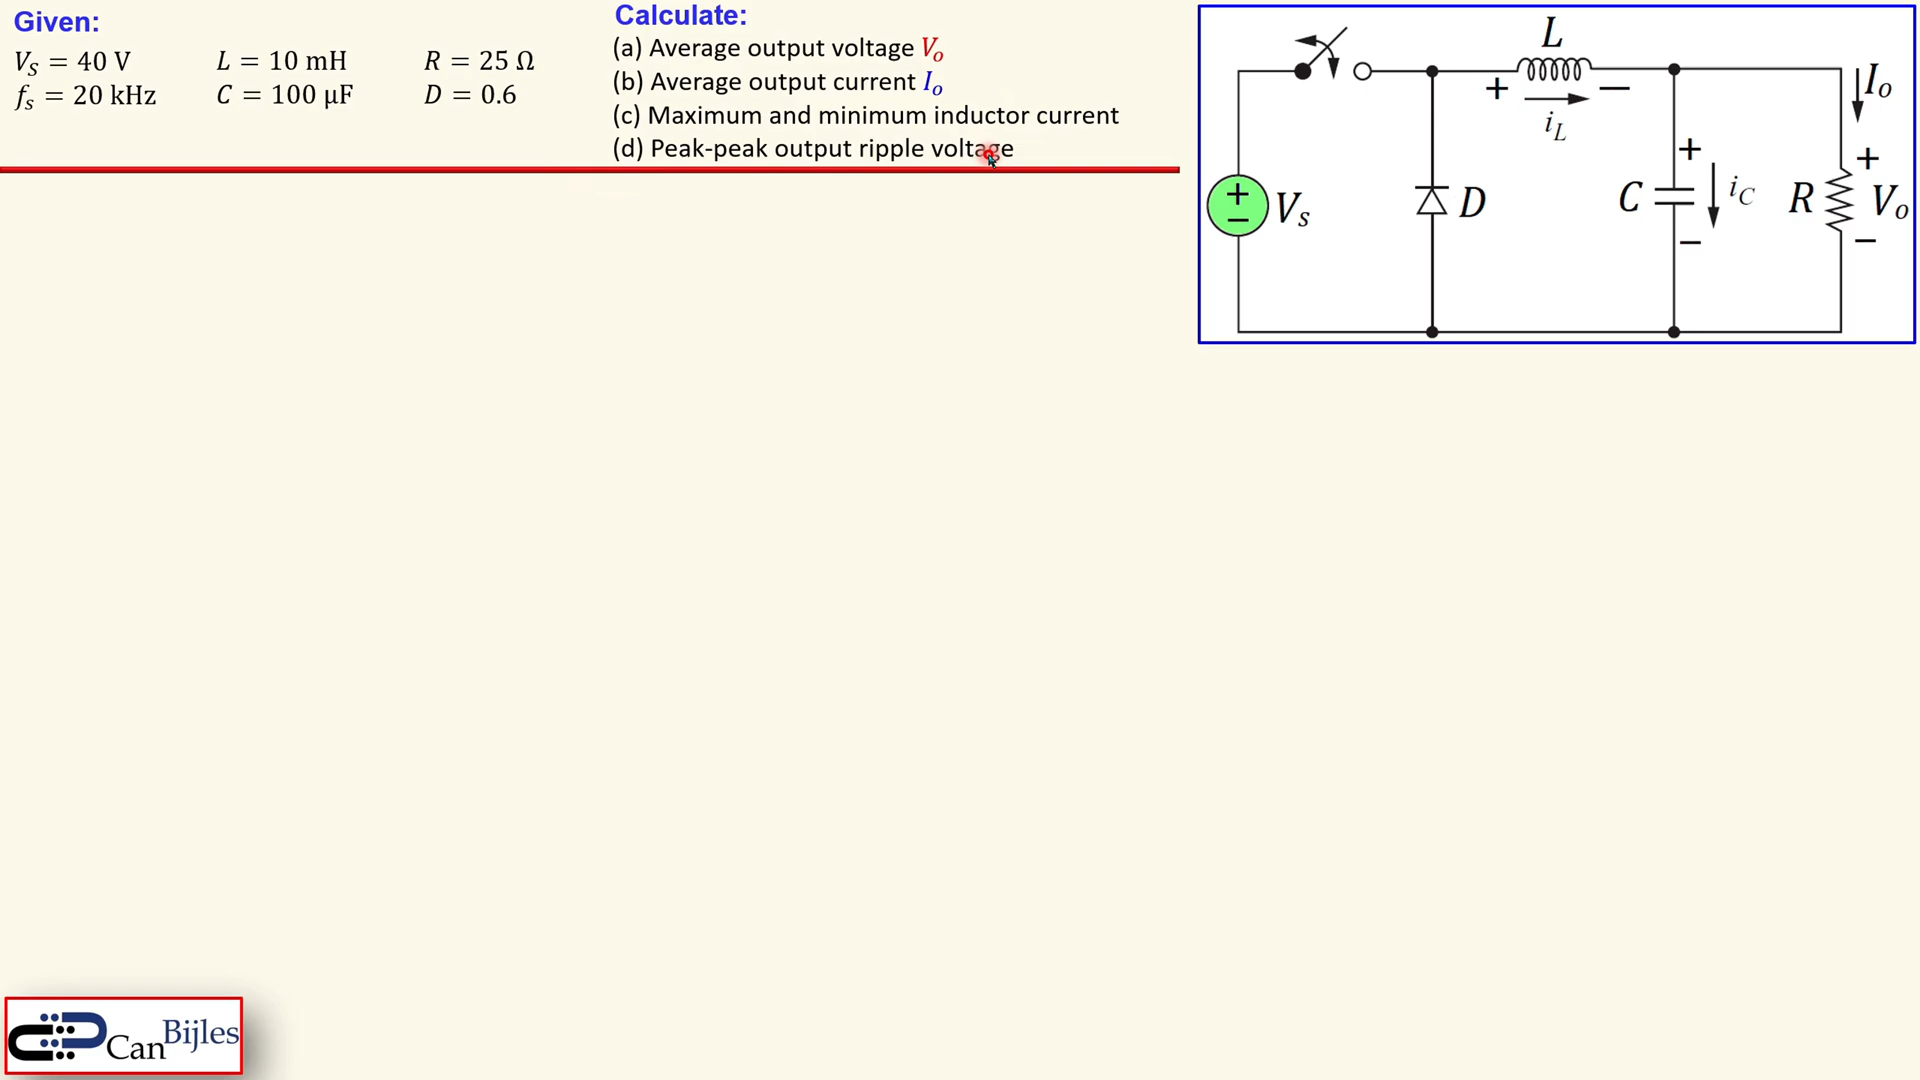 Given:
V_S = 40 V L = 10 mH R = 25 Ω
f_s = 20 kHz C = 100 μF D = 0.6
Calculate:
(a) Average output voltage V_o
(b) Average output current I_o
(c) Maximum and minimum inductor current
(d) Peak-peak output ripple voltage
L
+ −
i_L
I_o
+ − V_s
D
C + − i_C
R + − V_o
Can Bijles